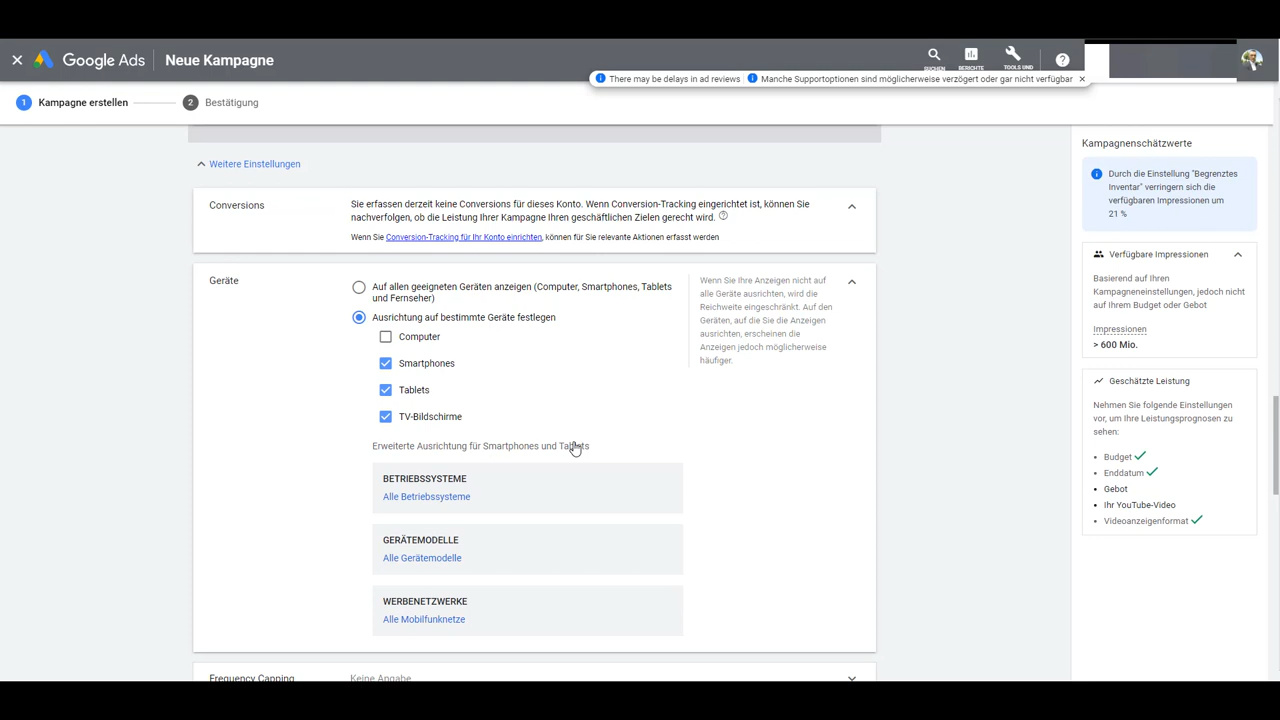 Google Ads
Neue Kampagne
SUCHEN
BERICHTE
TOOLS UND
There may be delays in ad reviews
Manche Supportoptionen sind möglicherweise verzögert oder gar nicht verfügbar
1 Kampagne erstellen
2 Bestätigung
Weitere Einstellungen
Conversions
Sie erfassen derzeit keine Conversions für dieses Konto. Wenn Conversion-Tracking eingerichtet ist, können Sie
nachverfolgen, ob die Leistung Ihrer Kampagne Ihren geschäftlichen Zielen gerecht wird.
Wenn Sie Conversion-Tracking für Ihr Konto einrichten, können für Sie relevante Aktionen erfasst werden
Geräte
Auf allen geeigneten Geräten anzeigen (Computer, Smartphones, Tablets
und Fernseher)
Ausrichtung auf bestimmte Geräte festlegen
Computer
Smartphones
Tablets
TV-Bildschirme
Erweiterte Ausrichtung für Smartphones und Tablets
BETRIEBSSYSTEME
Alle Betriebssysteme
GERÄTEMODELLE
Alle Gerätemodelle
WERBENETZWERKE
Alle Mobilfunknetze
Wenn Sie Ihre Anzeigen nicht auf
alle Geräte ausrichten, wird die
Reichweite eingeschränkt. Auf den
Geräten, auf die Sie die Anzeigen
ausrichten, erscheinen die
Anzeigen jedoch möglicherweise
häufiger.
Frequency Capping
Keine Angabe
Kampagnenschätzwerte
Durch die Einstellung "Begrenztes
Inventar" verringern sich die
verfügbaren Impressionen um
21 %
Verfügbare Impressionen
Basierend auf Ihren
Kampagneneinstellungen, jedoch nicht
auf Ihrem Budget oder Gebot
Impressionen
> 600 Mio.
Geschätzte Leistung
Nehmen Sie folgende Einstellungen
vor, um Ihre Leistungsprognosen zu
sehen:
Budget
Enddatum
Gebot
Ihr YouTube-Video
Videoanzeigenformat